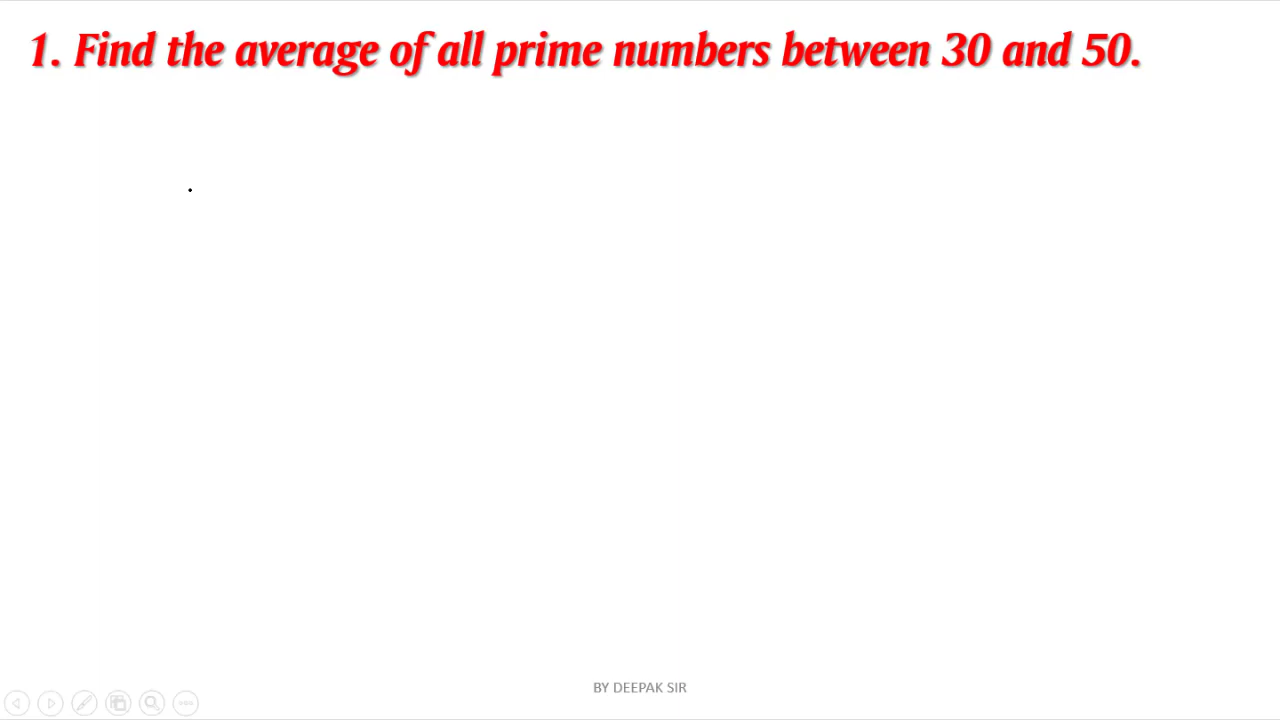 1. Find the average of all prime numbers between 30 and 50.
BY DEEPAK SIR